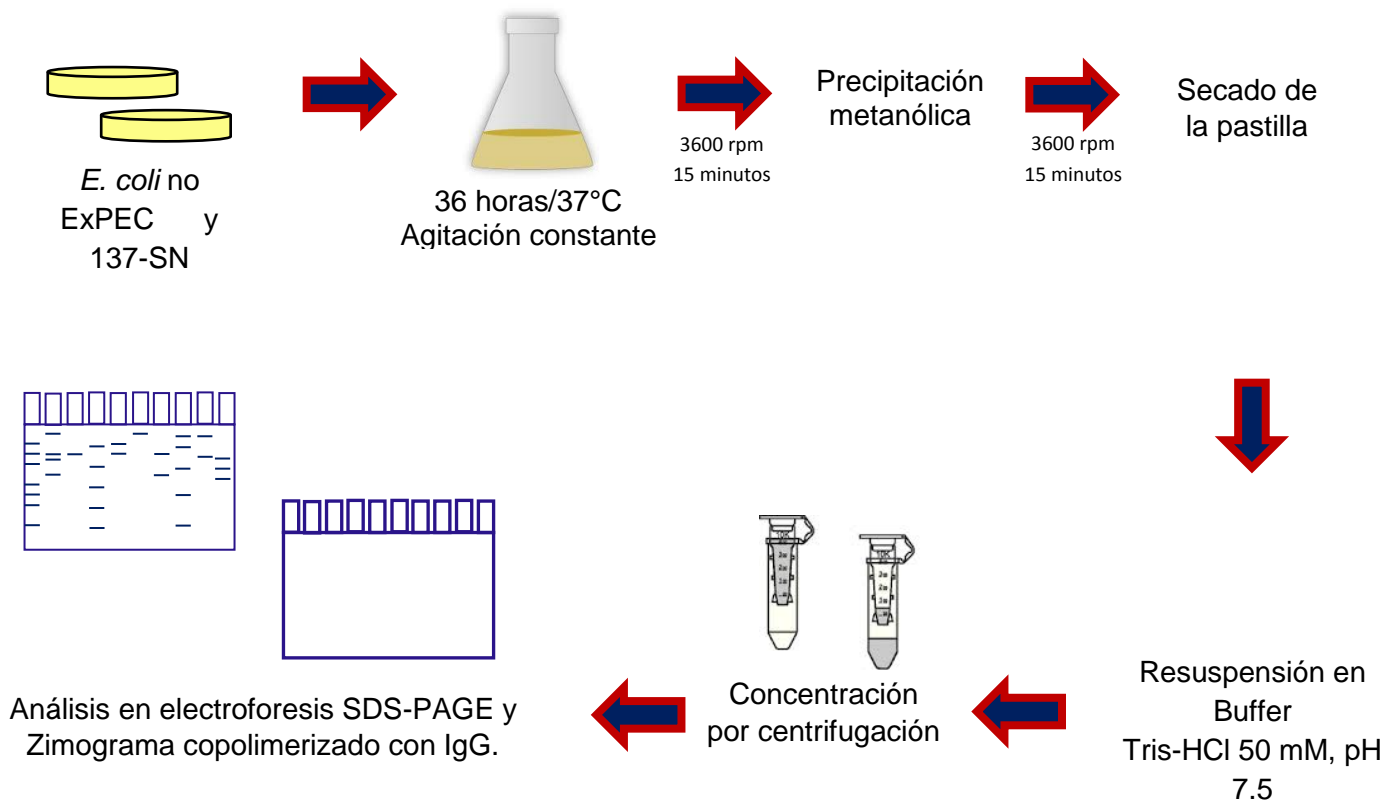 E. coli no
ExPEC y
137-SN
36 horas/37°C
Agitación constante
3600 rpm
15 minutos
Precipitación
metanólica
3600 rpm
15 minutos
Secado de
la pastilla
Resuspensión en
Buffer
Tris-HCl 50 mM, pH
7.5
Concentración
por centrifugación
Análisis en electroforesis SDS-PAGE y
Zimograma copolimerizado con IgG.